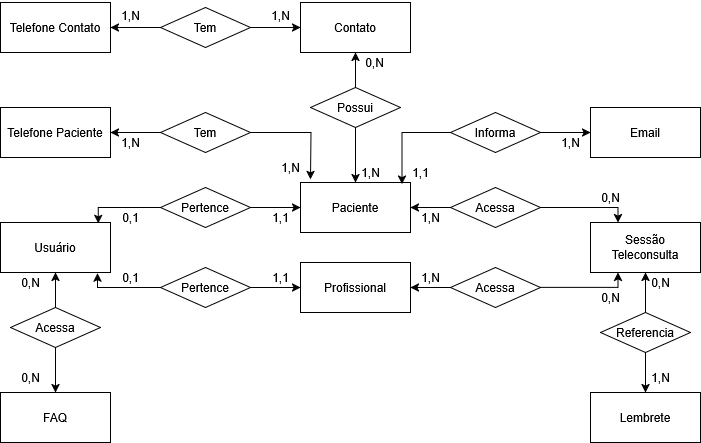 1,N
1,N
Telefone Contato
Tem
Contato
0,N
Possui
Telefone Paciente
Tem
Informa
Email
1,N
1,N
1,N
1,N
1,1
Pertence
Paciente
Acessa
0,N
0,1
1,1
1,N
Usuário
Sessão
Teleconsulta
0,N
0,1
1,1
1,N
0,N
Pertence
Profissional
Acessa
0,N
Acessa
Referencia
0,N
1,N
FAQ
Lembrete